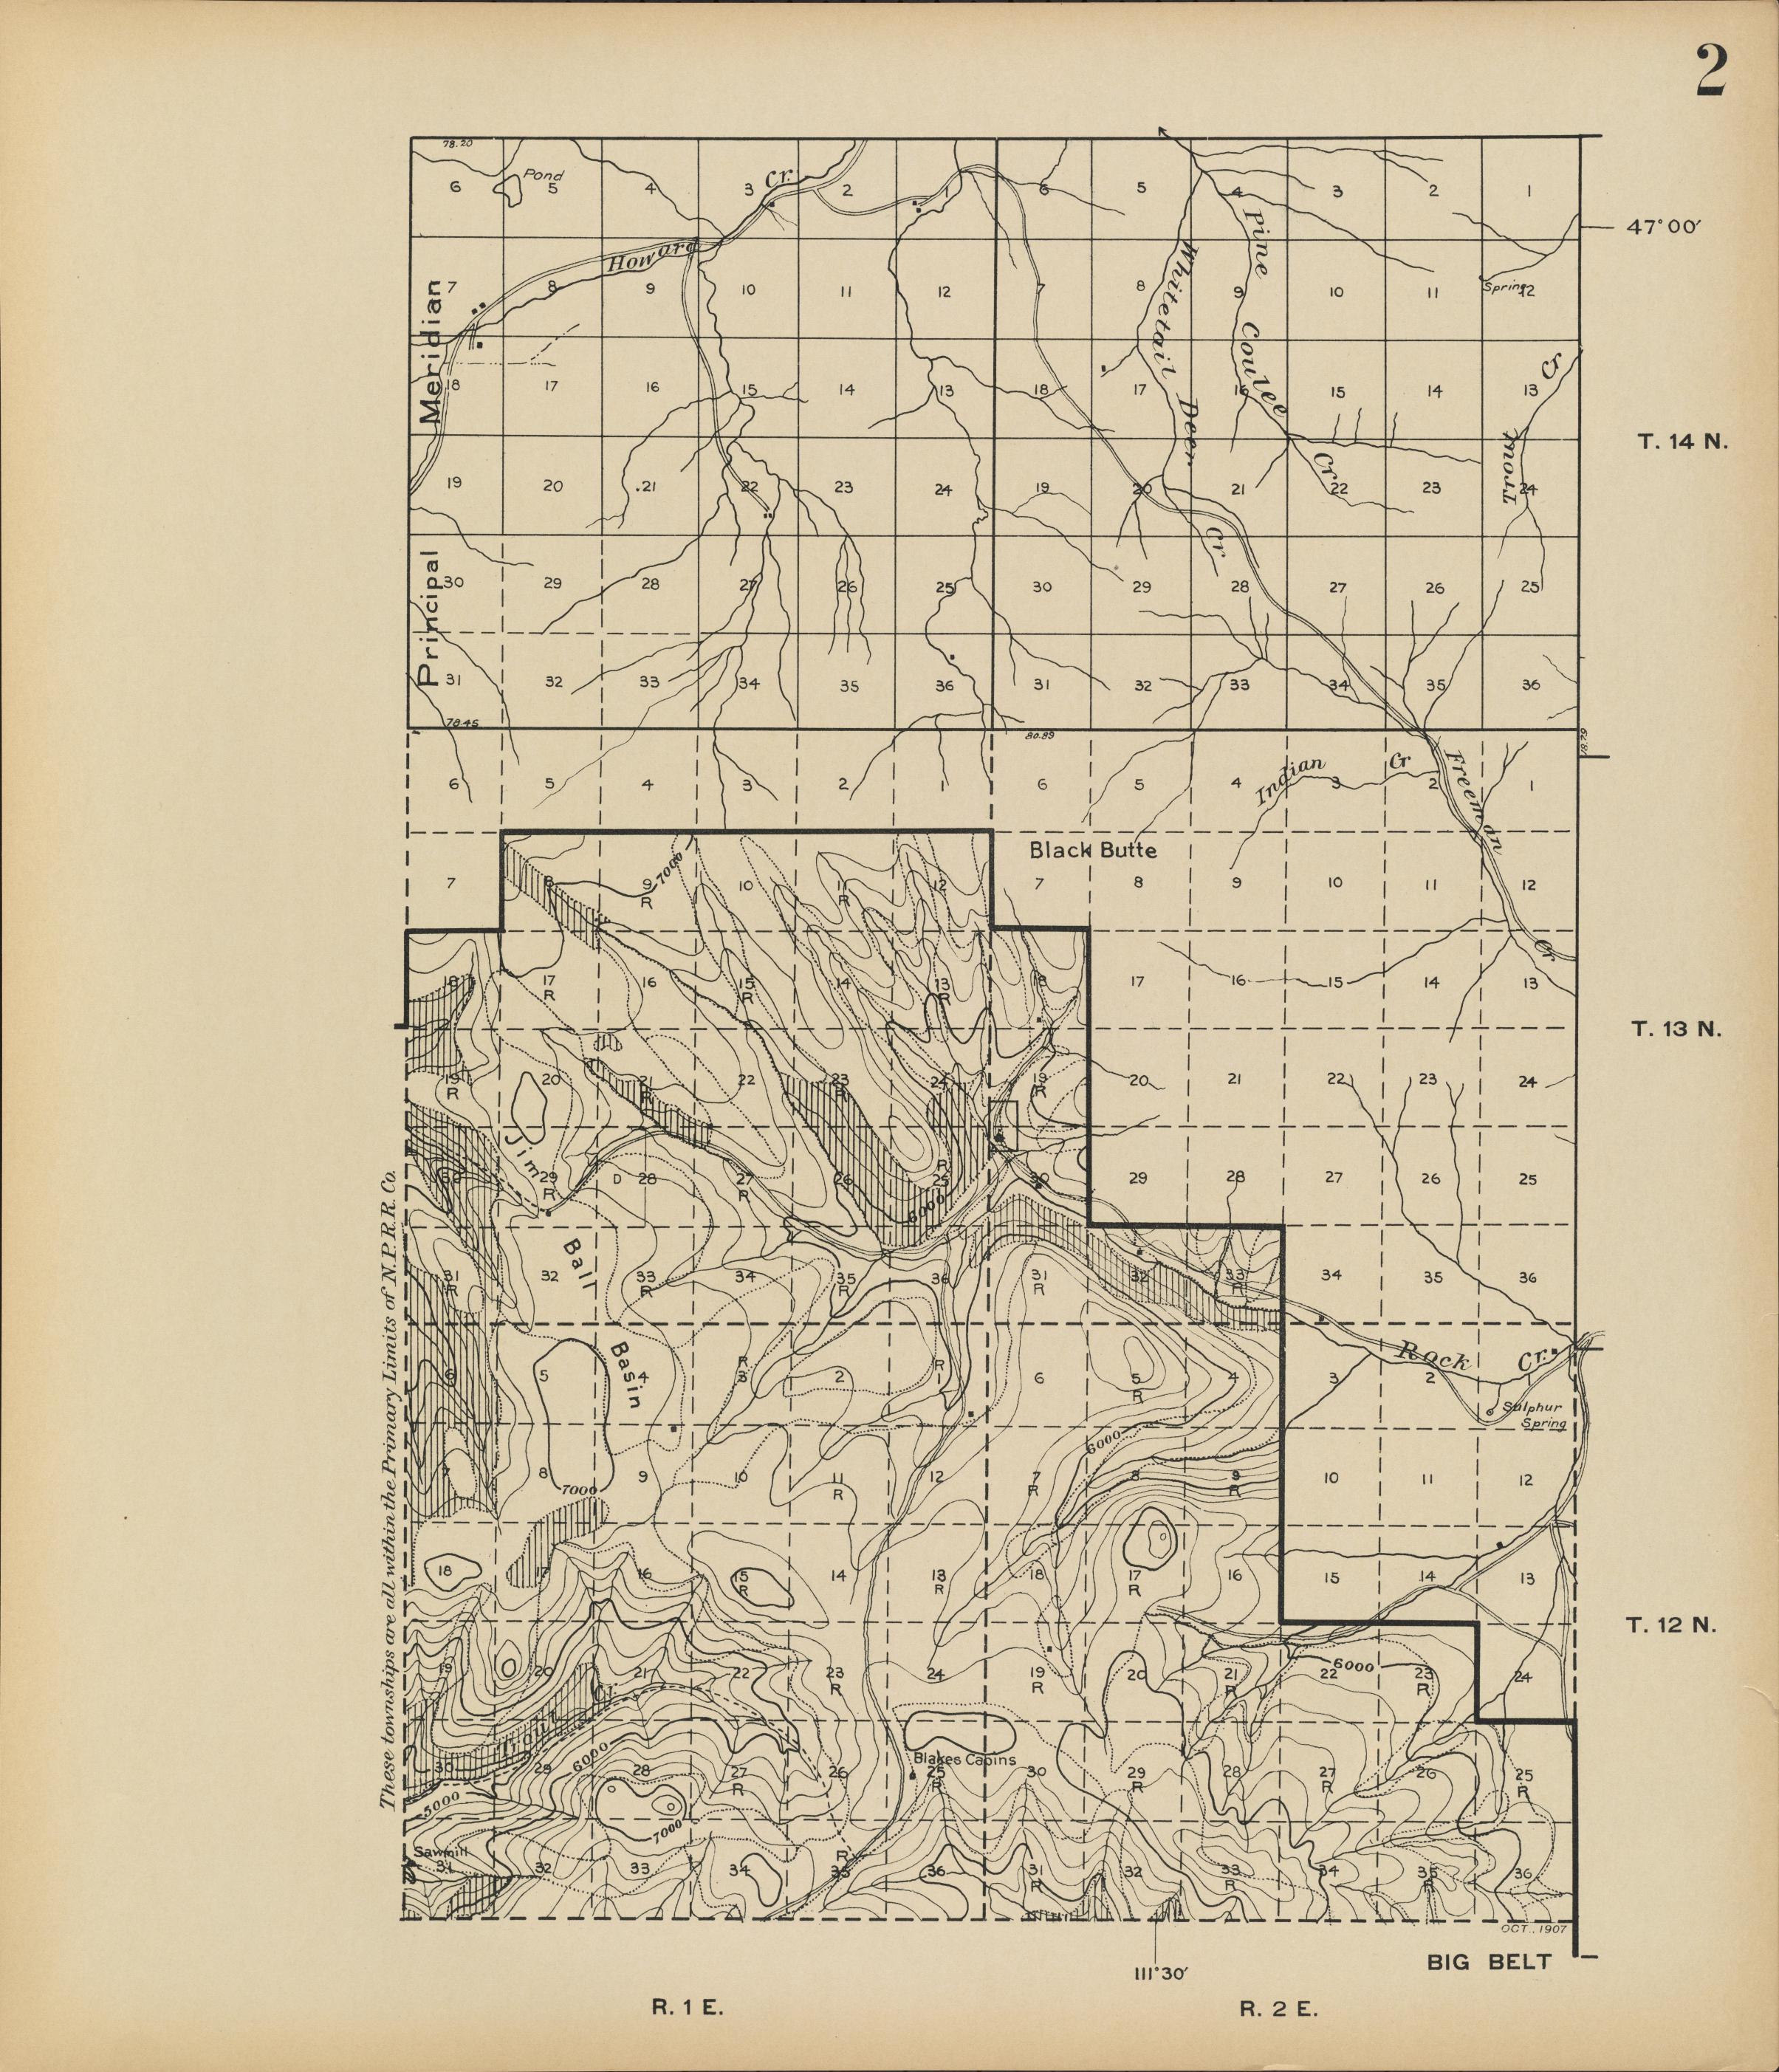 2
78.20
6 Pond 5 4 3 Cr. 2 1 6 5 4 3 2 1
47°00′
Howard
Pine
Whitetail
7 8 9 10 11 12 7 8 9 10 11 Spring 12
Meridian
Coulee
Cr
18 17 16 15 14 13 18 17 16 15 14 13
T. 14 N.
Deer
Cr
Trout
19 20 21 22 23 24 19 20 21 22 23 24
Cr
Principal
30 29 28 27 26 25 30 29 28 27 26 25
31 32 33 34 35 36 31 32 33 34 35 36
78.45
80.89
78.79
Indian Cr
Freeman
6 5 4 3 2 1 6 5 4 3 2 1
Black Butte
7 8 9 R 7000 10 11 R 12 7 8 9 10 11 12
Cr
18 17 R 16 15 R 14 13 R 18 17 16 15 14 13
T. 13 N.
19 R 20 21 R 22 23 R 24 19 R 20 21 22 23 24
Jim
30 29 R D 28 27 R 26 25 R 30 29 28 27 26 25
6000
Ball
31 R 32 33 R 34 35 R 36 31 R 32 33 R 34 35 36
Basin
Rock Cr.
6 5 4 3 R 2 R 6 5 R 4 3 2
Sulphur
Spring
6000
7 8 9 10 11 R 12 7 R 8 9 R 10 11 12
7000
18 17 16 15 R 14 13 R 18 17 R 16 15 14 13
T. 12 N.
6000
19 20 21 22 23 R 24 19 R 20 21 R 22 23 R 24
Trout Cr.
Blakes Cabins
30 29 6000 28 27 R 26 25 R 30 29 R 28 27 R 26 25 R
5000
7000
Sawmill
31 32 33 34 35 R 36 31 R 32 33 R 34 35 R 36
These townships are all within the Primary Limits of N.P.R.R. Co.
OCT., 1907
BIG BELT
111°30′
R. 1 E. R. 2 E.